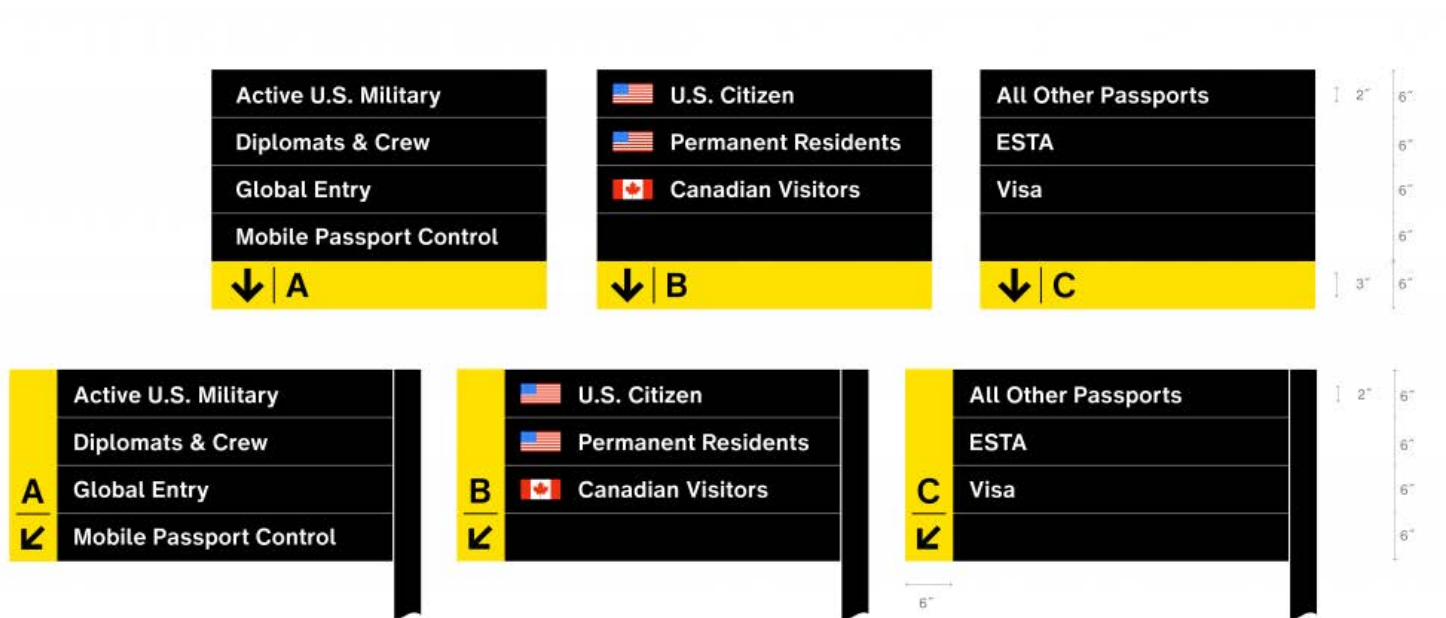 Active U.S. Military
Diplomats & Crew
Global Entry
Mobile Passport Control
A
U.S. Citizen
Permanent Residents
Canadian Visitors
B
All Other Passports
ESTA
Visa
C
2″
6″
6″
6″
6″
3″
6″
Active U.S. Military
Diplomats & Crew
Global Entry
Mobile Passport Control
A
U.S. Citizen
Permanent Residents
Canadian Visitors
B
All Other Passports
ESTA
Visa
C
2″
6″
6″
6″
6″
6″